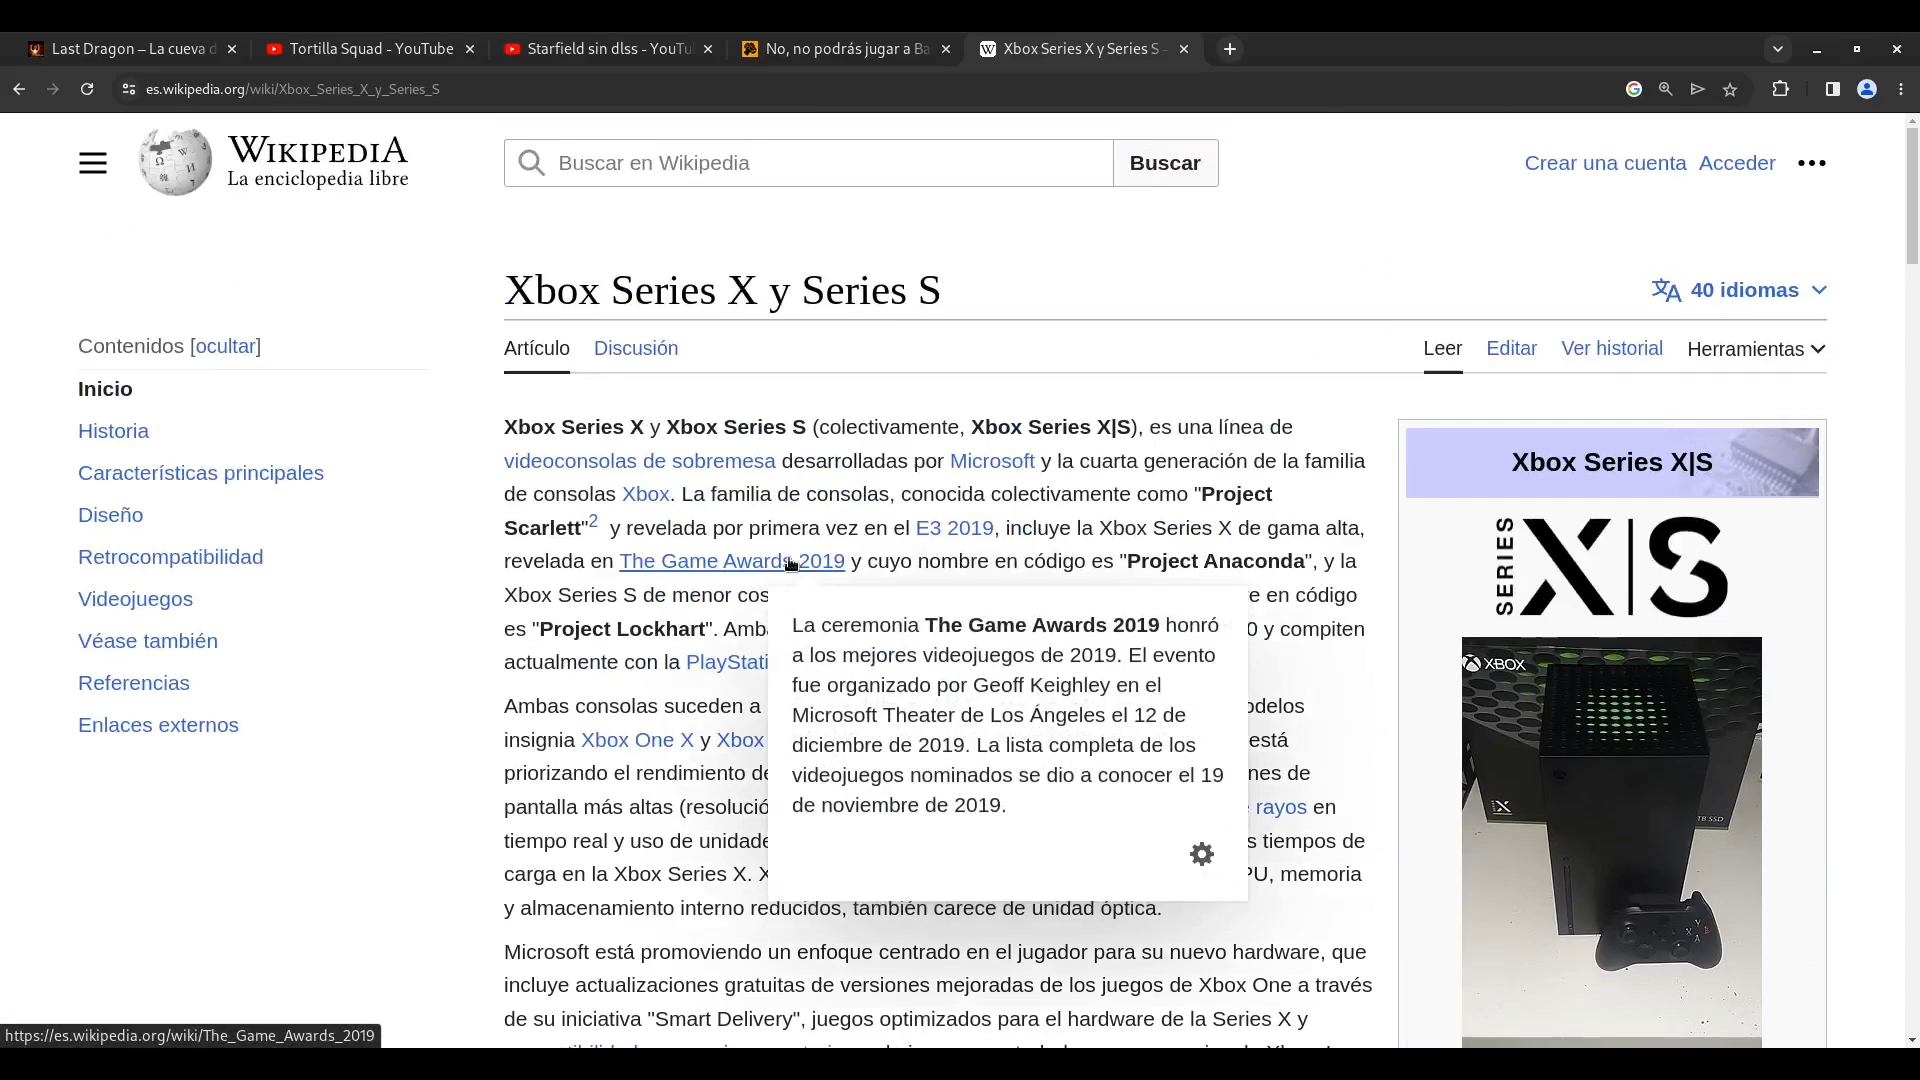 Last Dragon – La cueva d
Tortilla Squad - YouTube
Starfield sin dlss - YouTu
No, no podrás jugar a Ba
Xbox Series X y Series S -
es.wikipedia.org/wiki/Xbox_Series_X_y_Series_S
WIKIPEDIA
La enciclopedia libre
Buscar en Wikipedia
Buscar
Crear una cuenta
Acceder
Xbox Series X y Series S
40 idiomas
Contenidos [ocultar]
Inicio
Historia
Características principales
Diseño
Retrocompatibilidad
Videojuegos
Véase también
Referencias
Enlaces externos
Artículo
Discusión
Leer
Editar
Ver historial
Herramientas
Xbox Series X y Xbox Series S (colectivamente, Xbox Series X|S), es una línea de
videoconsolas de sobremesa desarrolladas por Microsoft y la cuarta generación de la familia
de consolas Xbox. La familia de consolas, conocida colectivamente como "Project
Scarlett"2 y revelada por primera vez en el E3 2019, incluye la Xbox Series X de gama alta,
revelada en The Game Awards 2019 y cuyo nombre en código es "Project Anaconda", y la
Xbox Series S de menor cos e en código
es "Project Lockhart". Amba 0 y compiten
actualmente con la PlayStati
Ambas consolas suceden a odelos
insignia Xbox One X y Xbox está
priorizando el rendimiento de nes de
pantalla más altas (resolució rayos en
tiempo real y uso de unidade s tiempos de
carga en la Xbox Series X. X PU, memoria
y almacenamiento interno reducidos, también carece de unidad óptica.
Microsoft está promoviendo un enfoque centrado en el jugador para su nuevo hardware, que
incluye actualizaciones gratuitas de versiones mejoradas de los juegos de Xbox One a través
de su iniciativa "Smart Delivery", juegos optimizados para el hardware de la Series X y
La ceremonia The Game Awards 2019 honró
a los mejores videojuegos de 2019. El evento
fue organizado por Geoff Keighley en el
Microsoft Theater de Los Ángeles el 12 de
diciembre de 2019. La lista completa de los
videojuegos nominados se dio a conocer el 19
de noviembre de 2019.
Xbox Series X|S
SERIES X|S
XBOX
https://es.wikipedia.org/wiki/The_Game_Awards_2019